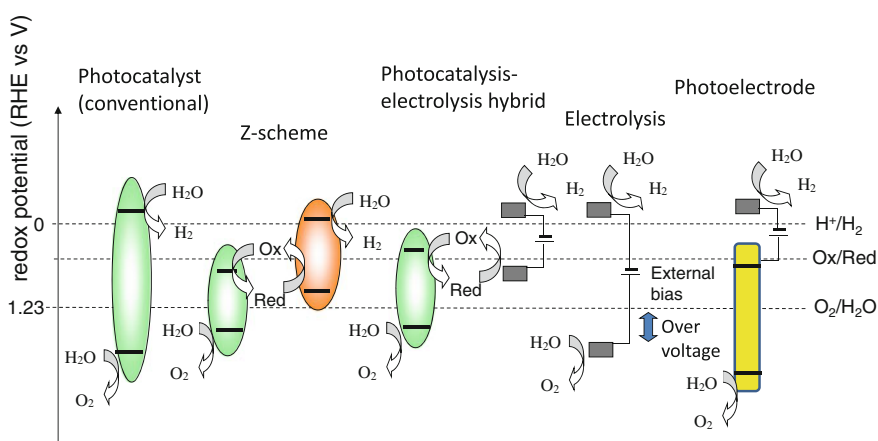 redox potential (RHE vs V)
0
1.23
Photocatalyst
(conventional)
H₂O
H₂
H₂O
O₂
Z-scheme
Ox
Red
H₂O
O₂
H₂O
H₂
Photocatalysis-
electrolysis hybrid
Ox
Red
H₂O
O₂
H₂O
H₂
Electrolysis
H₂O
H₂
External
bias
Over
voltage
H₂O
O₂
Photoelectrode
H₂O
H₂
H₂O
O₂
H⁺/H₂
Ox/Red
O₂/H₂O